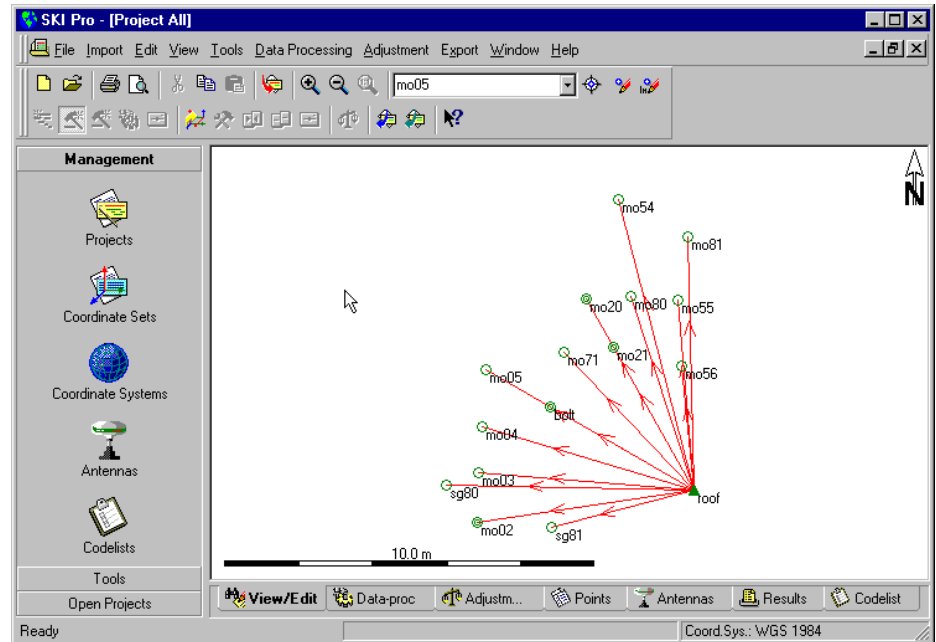 SKI Pro - [Project All]
File Import Edit View Tools Data Processing Adjustment Export Window Help
mo05
Management
Projects
Coordinate Sets
Coordinate Systems
Antennas
Codelists
Tools
Open Projects
N
mo54
mo81
mo20
mo80
mo55
mo71
mo21
mo56
mo05
bolt
mo04
mo03
sg80
roof
mo02
sg81
10.0 m
View/Edit Data-proc Adjustm... Points Antennas Results Codelist
Ready
Coord.Sys.: WGS 1984